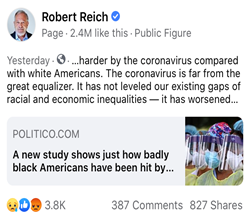 Robert Reich
Page · 2.4M like this · Public Figure
Yesterday · ...harder by the coronavirus compared
with white Americans. The coronavirus is far from the
great equalizer. It has not leveled our existing gaps of
racial and economic inequalities — it has worsened...
POLITICO.COM
A new study shows just how badly
black Americans have been hit by...
3.8K 387 Comments 827 Shares